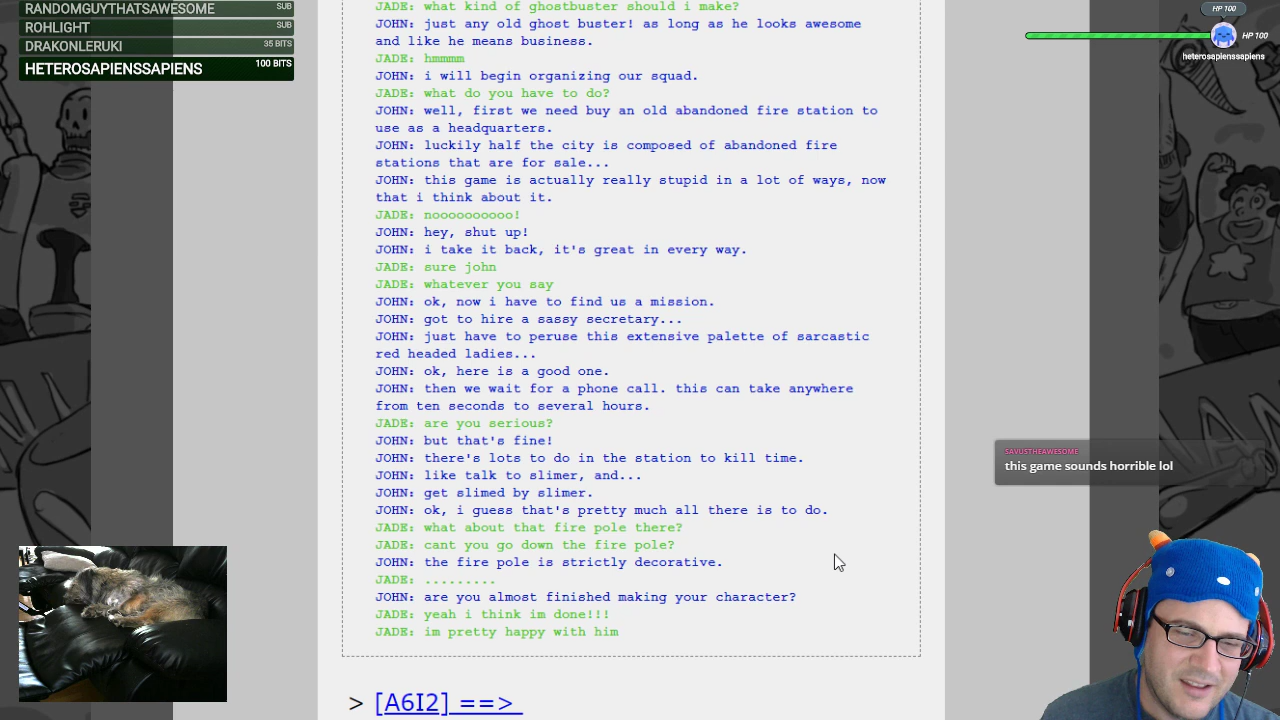 RANDOMGUYTHATSAWESOME SUB
ROHLIGHT SUB
DRAKONLERUKI 35 BITS
HETEROSAPIENSSAPIENS 100 BITS
HP 100
HP 100
heterosapienssapiens
JADE: what kind of ghostbuster should i make?
JOHN: just any old ghost buster! as long as he looks awesome
and like he means business.
JADE: hmmmm
JOHN: i will begin organizing our squad.
JADE: what do you have to do?
JOHN: well, first we need buy an old abandoned fire station to
use as a headquarters.
JOHN: luckily half the city is composed of abandoned fire
stations that are for sale...
JOHN: this game is actually really stupid in a lot of ways, now
that i think about it.
JADE: noooooooooo!
JOHN: hey, shut up!
JOHN: i take it back, it's great in every way.
JADE: sure john
JADE: whatever you say
JOHN: ok, now i have to find us a mission.
JOHN: got to hire a sassy secretary...
JOHN: just have to peruse this extensive palette of sarcastic
red headed ladies...
JOHN: ok, here is a good one.
JOHN: then we wait for a phone call. this can take anywhere
from ten seconds to several hours.
JADE: are you serious?
JOHN: but that's fine!
JOHN: there's lots to do in the station to kill time.
JOHN: like talk to slimer, and...
JOHN: get slimed by slimer.
JOHN: ok, i guess that's pretty much all there is to do.
JADE: what about that fire pole there?
JADE: cant you go down the fire pole?
JOHN: the fire pole is strictly decorative.
JADE: .........
JOHN: are you almost finished making your character?
JADE: yeah i think im done!!!
JADE: im pretty happy with him
> [A6I2] ==>
SAVUSTHEAWESOME
this game sounds horrible lol